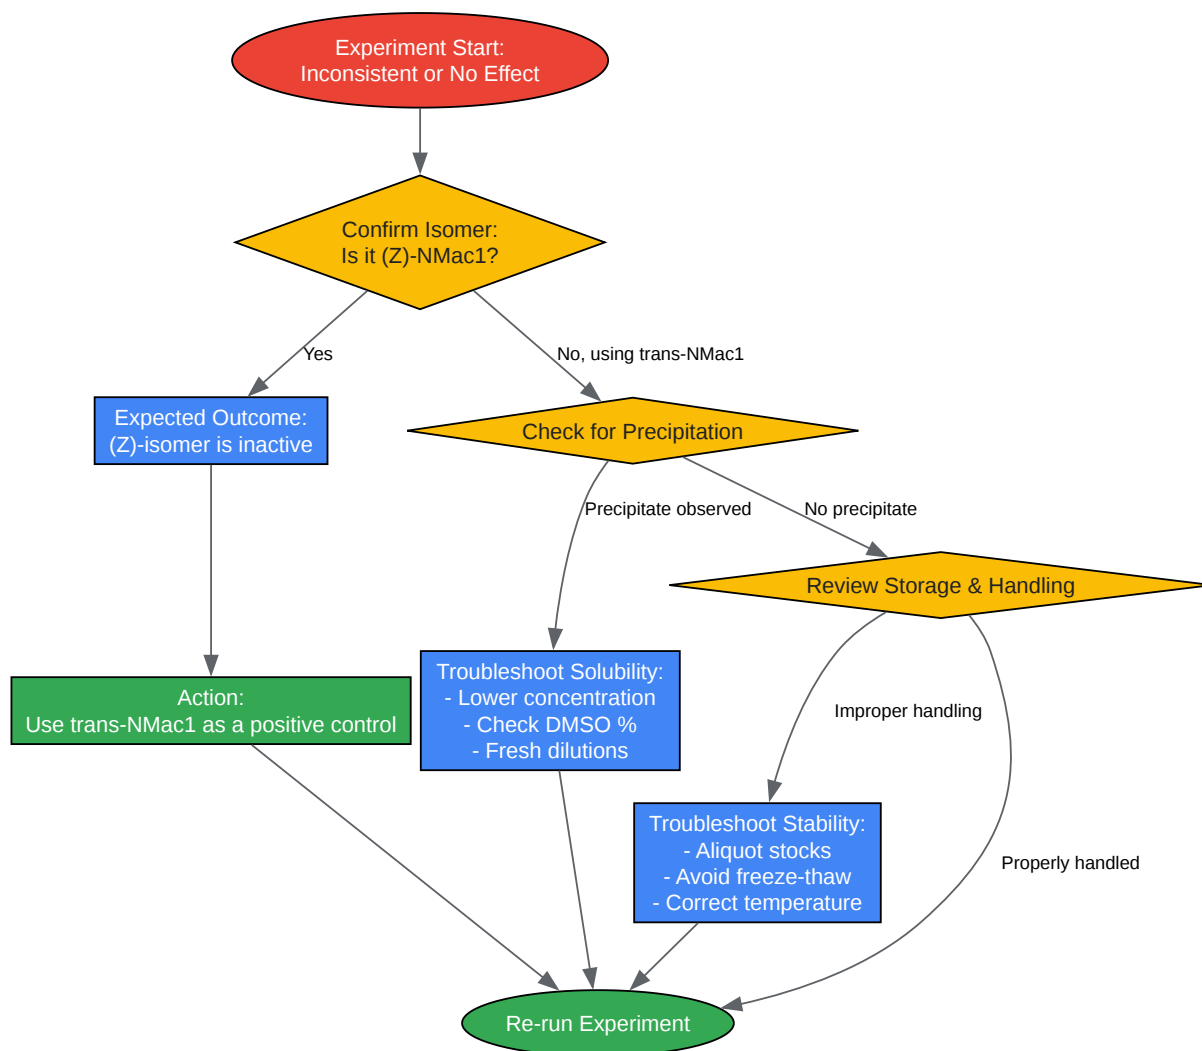 Experiment Start:
Inconsistent or No Effect
Confirm Isomer:
Is it (Z)-NMac1?
Yes
No, using trans-NMac1
Expected Outcome:
(Z)-isomer is inactive
Check for Precipitation
Precipitate observed
No precipitate
Review Storage & Handling
Action:
Use trans-NMac1 as a positive control
Troubleshoot Solubility:
- Lower concentration
- Check DMSO %
- Fresh dilutions
Improper handling
Troubleshoot Stability:
- Aliquot stocks
- Avoid freeze-thaw
- Correct temperature
Properly handled
Re-run Experiment